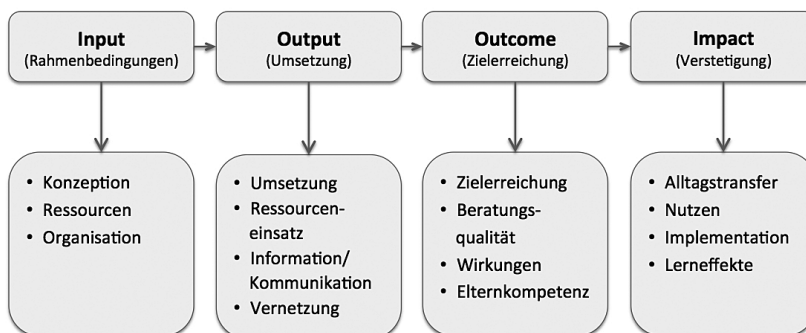 Input
(Rahmenbedingungen)
Output
(Umsetzung)
Outcome
(Zielerreichung)
Impact
(Verstetigung)
• Konzeption
• Ressourcen
• Organisation
• Umsetzung
• Ressourcen-
einsatz
• Information/
Kommunikation
• Vernetzung
• Zielerreichung
• Beratungs-
qualität
• Wirkungen
• Elternkompetenz
• Alltagstransfer
• Nutzen
• Implementation
• Lerneffekte